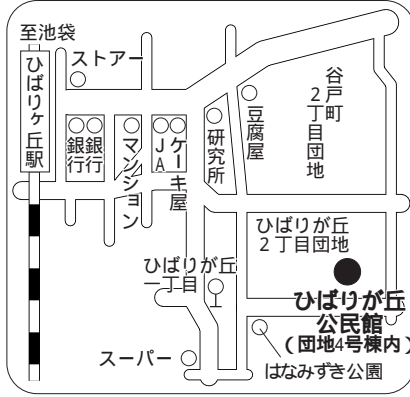 至池袋
ひばりヶ丘駅
ストアー
銀行
銀行
マンション
JA
ケーキ屋
研究所
豆腐屋
谷戸町
2丁目団地
ひばりが丘
2丁目団地
ひばりが丘
一丁目
ひばりが丘
公民館
(団地4号棟内)
スーパー
はなみずき公園